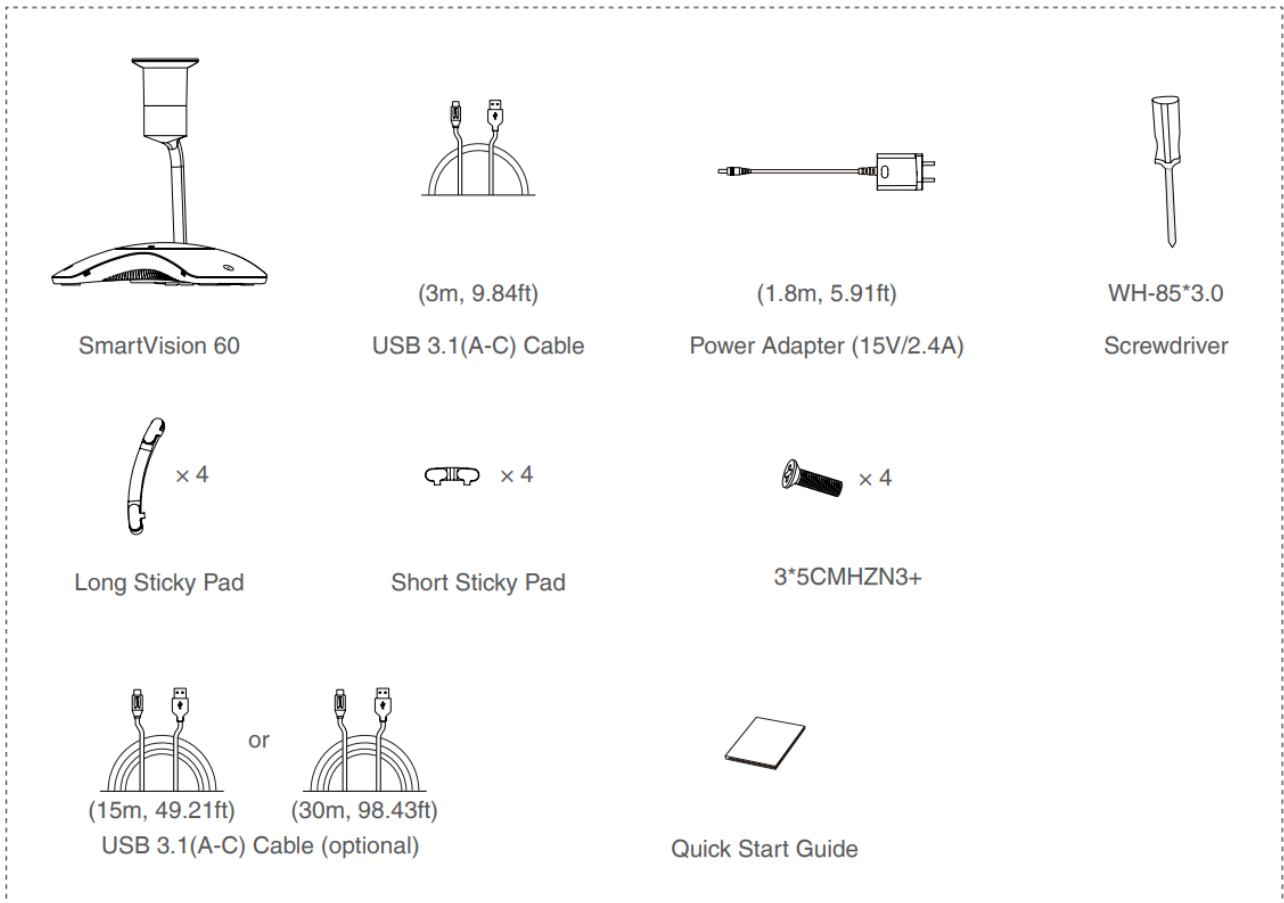 (3m, 9.84ft)
(1.8m, 5.91ft)
WH-85*3.0
SmartVision 60
USB 3.1(A-C) Cable
Power Adapter (15V/2.4A)
Screwdriver
× 4
× 4
× 4
Long Sticky Pad
Short Sticky Pad
3*5CMHZN3+
or
(15m, 49.21ft)
(30m, 98.43ft)
USB 3.1(A-C) Cable (optional)
Quick Start Guide